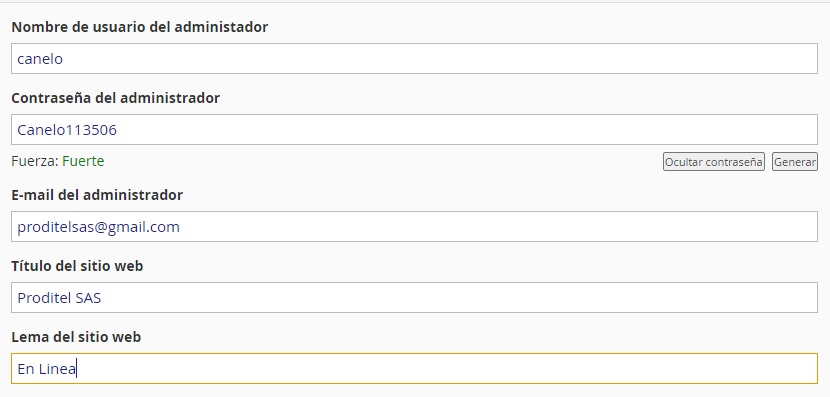 Nombre de usuario del administador
canelo
Contraseña del administrador
Canelo113506
Fuerza: Fuerte Ocultar contraseña Generar
E-mail del administrador
proditelsas@gmail.com
Título del sitio web
Proditel SAS
Lema del sitio web
En Linea